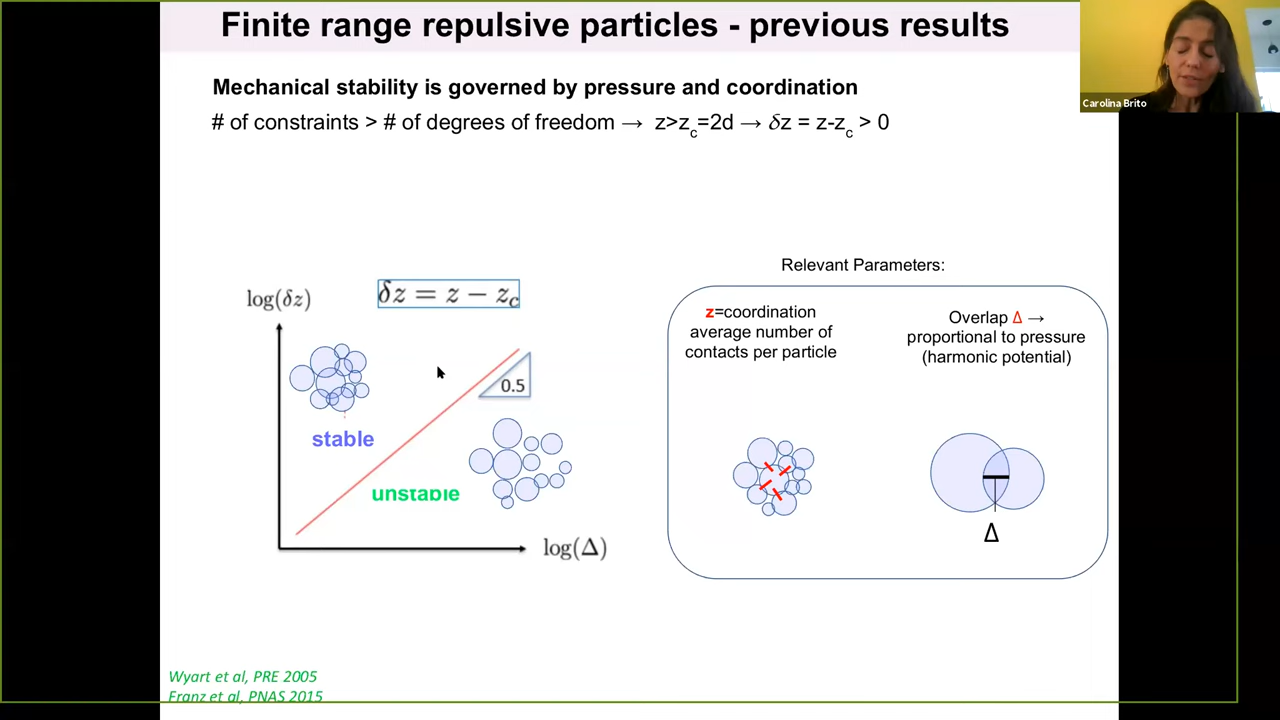 Finite range repulsive particles - previous results
Carolina Brito
Mechanical stability is governed by pressure and coordination
# of constraints > # of degrees of freedom → z>z_c=2d → δz = z-z_c > 0
Relevant Parameters:
log(δz)
δz = z − z_c
0.5
stable
unstable
log(Δ)
z=coordination
average number of
contacts per particle
Overlap Δ →
proportional to pressure
(harmonic potential)
Δ
Wyart et al, PRE 2005
Franz et al, PNAS 2015